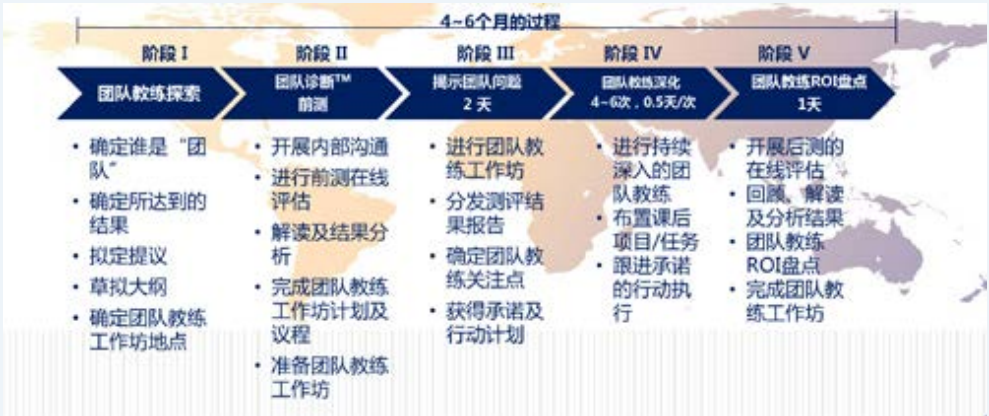 4~6个月的过程
阶段 I
团队教练探索
• 确定谁是“团
队”
• 确定所达到的
结果
• 拟定提议
• 草拟大纲
• 确定团队教练
工作坊地点
阶段 II
团队诊断™
前测
• 开展内部沟通
• 进行前测在线
评估
• 解读及结果分
析
• 完成团队教练
工作坊计划及
议程
• 准备团队教练
工作坊
阶段 III
揭示团队问题
2 天
• 进行团队教
练工作坊
• 分发测评结
果报告
• 确定团队教
练关注点
• 获得承诺及
行动计划
阶段 IV
团队教练深化
4~6次，0.5天/次
• 进行持续
深入的团
队教练
• 布置课后
项目/任务
• 跟进承诺
的行动执
行
阶段 V
团队教练ROI盘点
1天
• 开展后测的
在线评估
• 回顾、解读
及分析结果
• 团队教练
ROI盘点
• 完成团队教
练工作坊